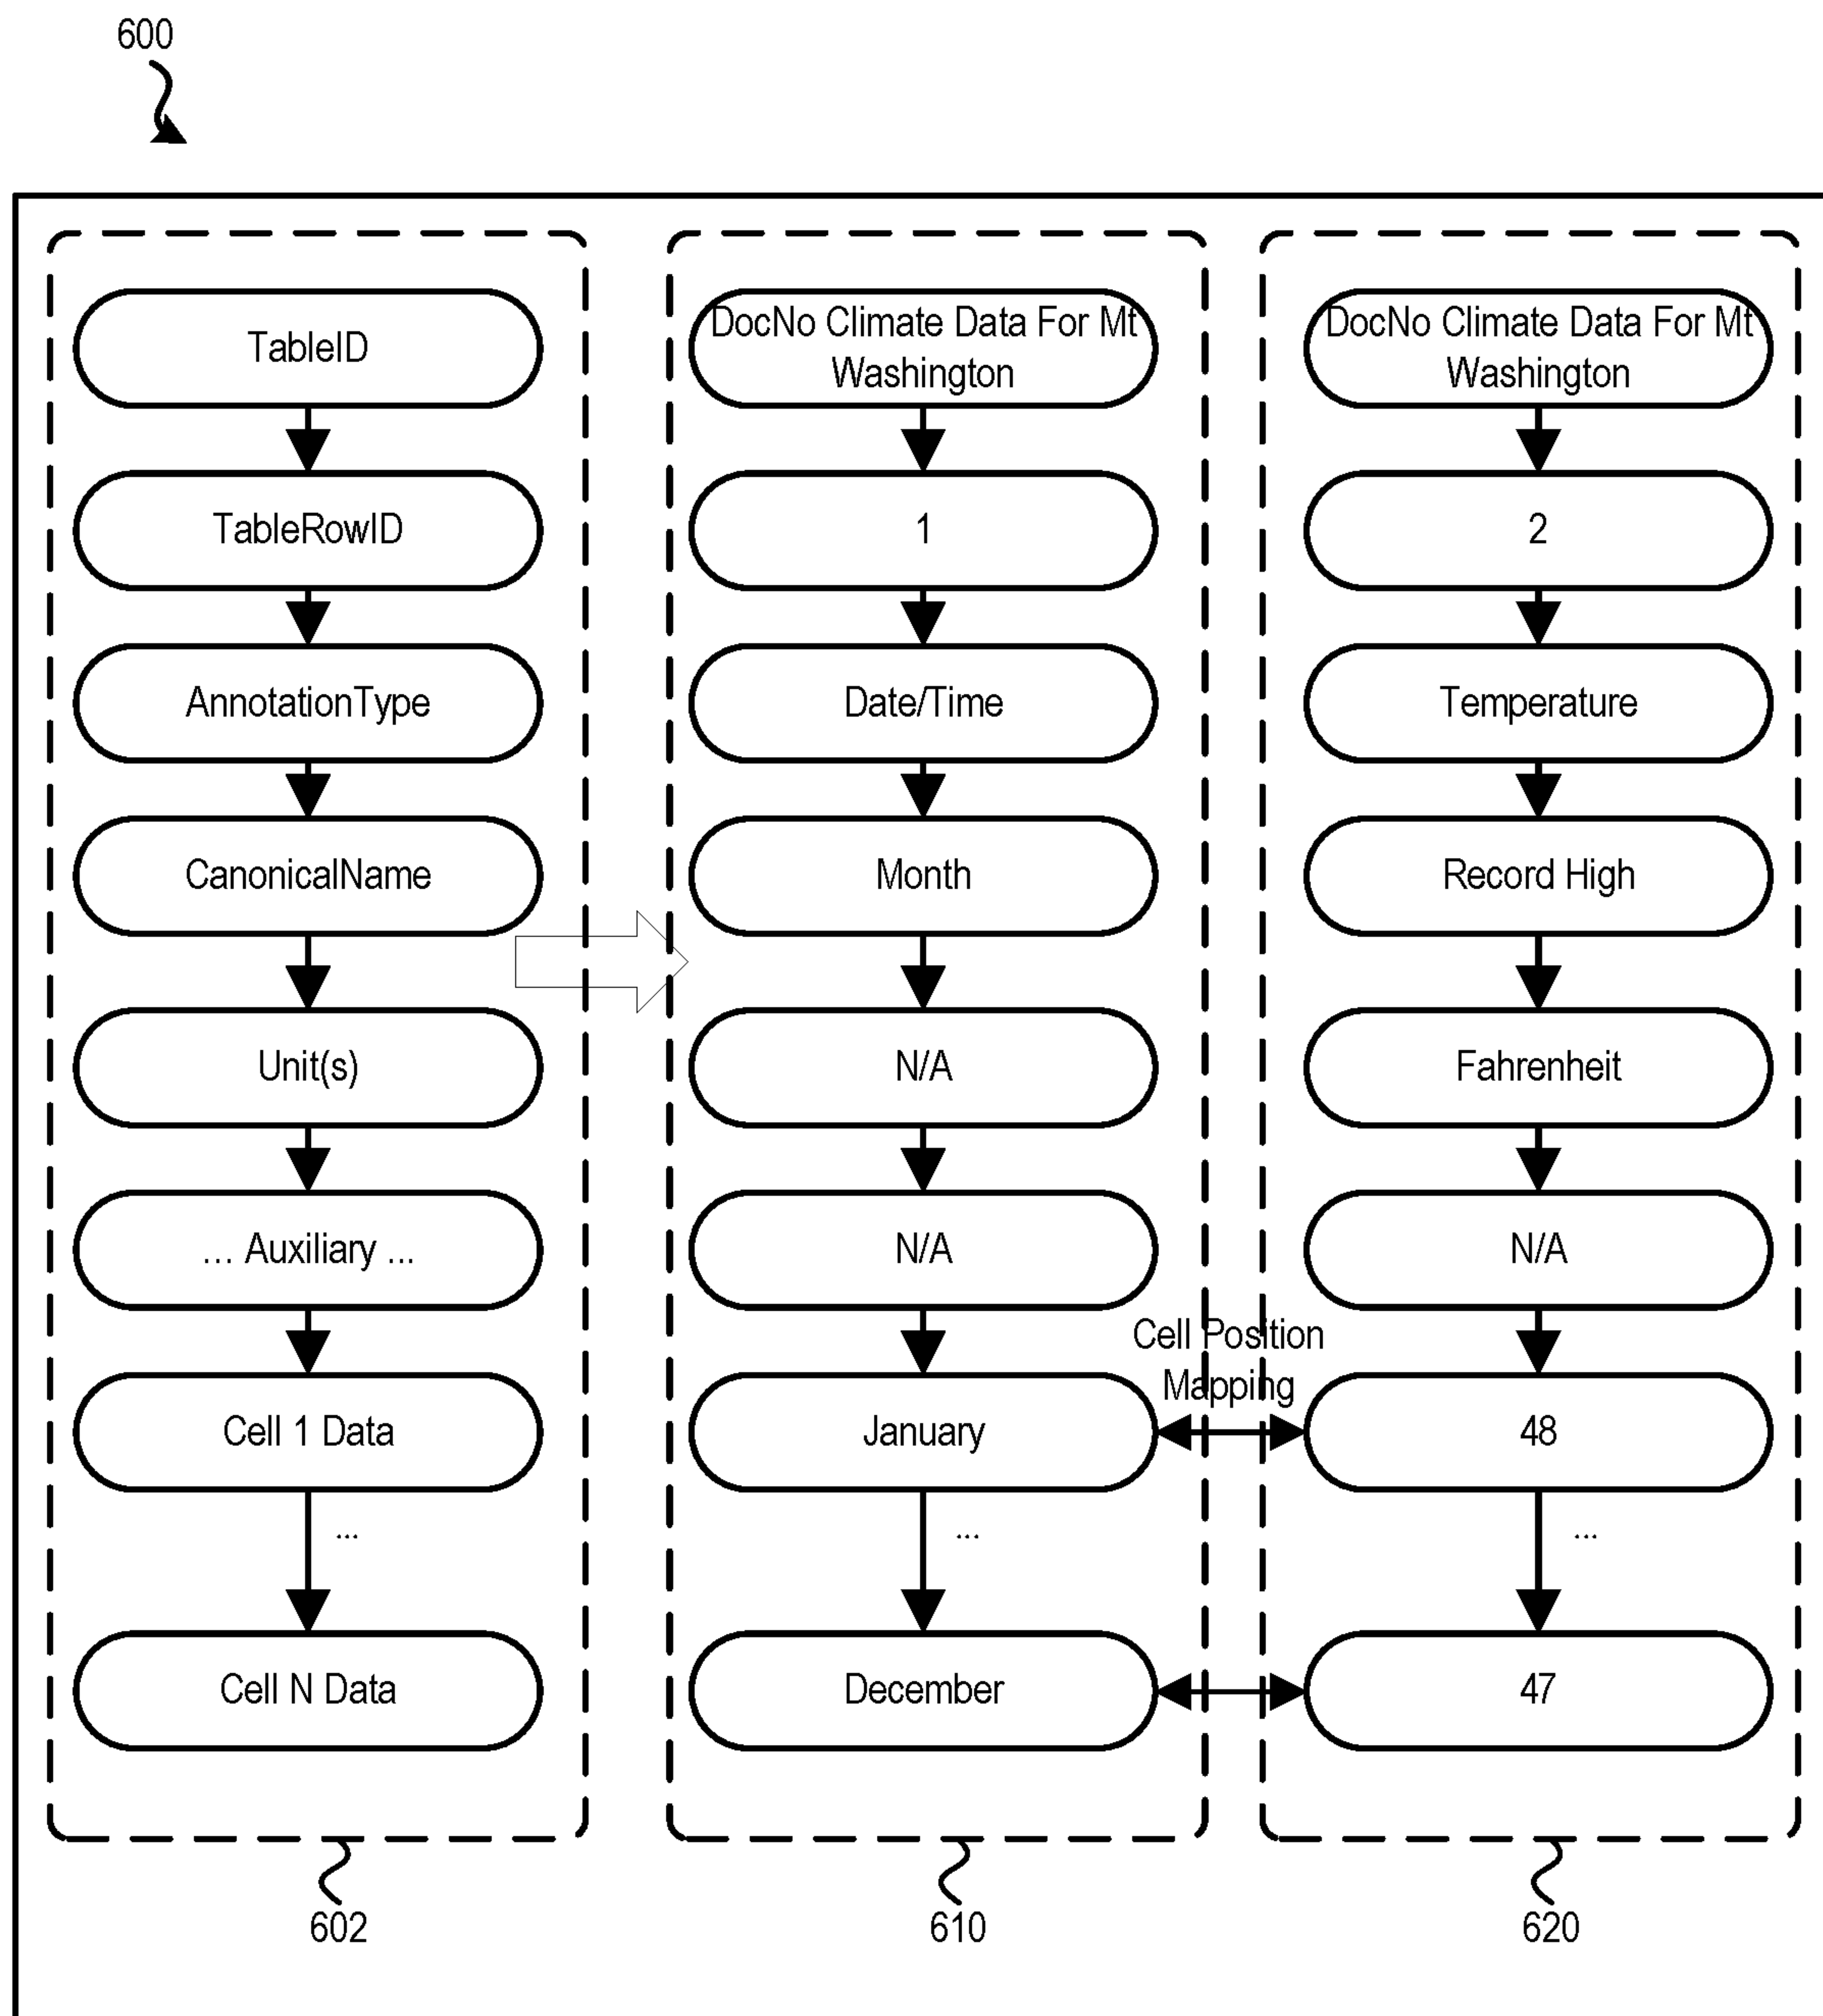 600
TableID
TableRowID
AnnotationType
CanonicalName
Unit(s)
... Auxiliary ...
Cell 1 Data
...
Cell N Data
602
DocNo Climate Data For Mt
Washington
1
Date/Time
Month
N/A
N/A
January
...
December
610
Cell Position
Mapping
DocNo Climate Data For Mt
Washington
2
Temperature
Record High
Fahrenheit
N/A
48
...
47
620